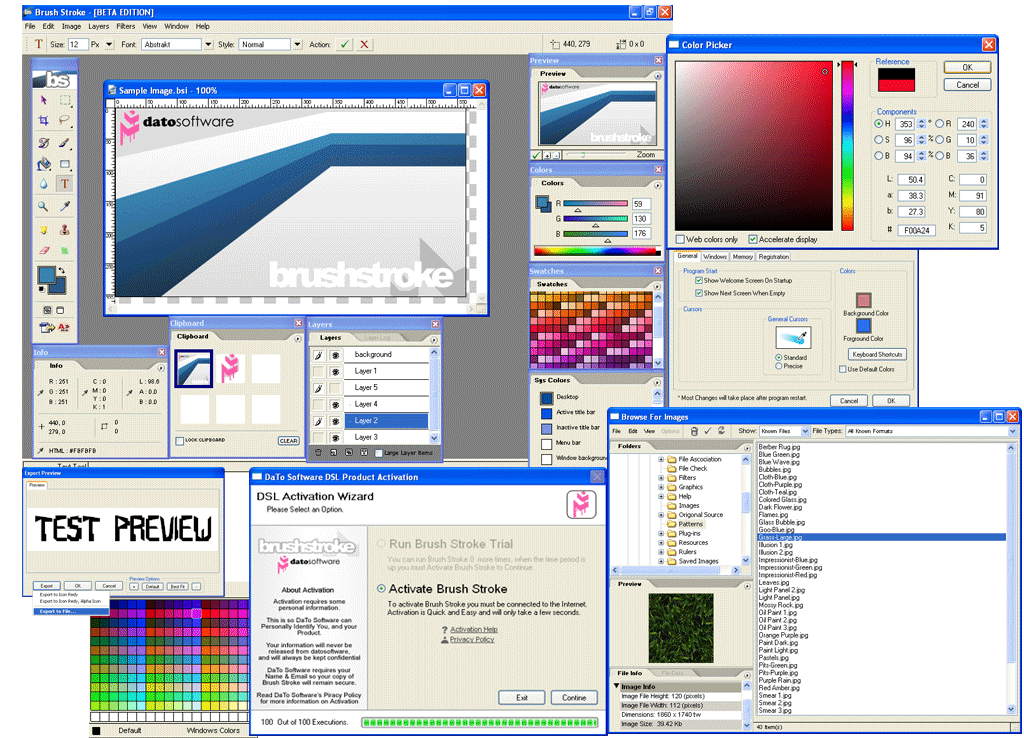 Brush Stroke - [BETA EDITION]
File Edit Image Layers Filters View Window Help
T Size: 12 Px Font: Abstrakt Style: Normal Action:
440, 279
0 x 0
bs
Sample Image.bsi - 100%
0 50 100 150 200 250 300 350 400 450 500 550
datosoftware
brushstroke
Preview
Preview
datosoftware
brushstroke
Zoom
Colors
Colors
R 59
G 130
B 176
Swatches
Swatches
Sys Colors
Desktop
Active title bar
Inactive title bar
Menu bar
Window background
Info
Info
R : 251
G : 251
B : 251
C : 0
M : 0
Y : 0
K : 1
L : 98.6
A : 0.0
B : 0.0
440, 0
279, 0
0
0
HTML : #FBFBFB
Clipboard
Clipboard
LOCK CLIPBOARD
CLEAR
Layers
Layers
background
Layer 1
Layer 5
Layer 4
Layer 2
Layer 3
Large Layer Items
Color Picker
Reference
OK
Cancel
Components
H 353 °
R 240
S 96 %
G 10
B 94 %
B 36
L: 50.4
C: 0
a: 38.3
M: 91
b: 27.3
Y: 80
# F00A24
K: 5
Web colors only
Accelerate display
General Windows Memory Registration
Program Start
Show Welcome Screen On Startup
Show Next Screen When Empty
Cursors
General Cursors
Standard
Precise
Colors
Background Color
Forground Color
Keyboard Shortcuts
Use Default Colors
* Most Changes will take place after program restart.
Cancel
OK
Export Preview
Preview
TEST PREVIEW
Export
OK
Cancel
Preview Options
+ Default Best Fit -
Export to Icon Redy
Export to Icon Redy, Alpha Icon
Export to File...
Default
Windows Colors
DaTo Software DSL Product Activation
DSL Activation Wizard
Please Select an Option.
brushstroke
datosoftware
About Activation
Activation requires some
personal information.
This is so DaTo Software can
Personally Identify You, and your
Product.
Your information will never be
released from datosoftware,
and will always be kept confidential
DaTo Software requires your
Name & Email so your copy of
Brush Stroke will remain secure.
Read DaTo Software's Piracy Policy
for more information on Activation
Run Brush Stroke Trial
You can run Brush Stroke 0 more times, when the time period is
up you must Activate Brush Stroke to Continue.
Activate Brush Stroke
To activate Brush Stroke you must be connected to the Internet.
Activation is Quick and Easy and will only take a few seconds.
Activation Help
Privacy Policy
Exit
Contine
100 Out of 100 Executions.
Browse For Images
File Edit View Options
Show: Known Files
File Types: All Known Formats
Folders
File Association
File Check
Filters
Graphics
Help
Images
Origonal Source
Patterns
Plug-ins
Resources
Rulers
Saved Images
Preview
File Info
Image Info
Image File Height: 120 (pixels)
Image File Width: 112 (pixels)
Dimensions: 1860 x 1740 tw
Image Size: 39.42 Kb
Berber Rug.jpg
Blue Green.jpg
Blue Wave.jpg
Bubbles.jpg
Cloth-Blue.jpg
Cloth-Purple.jpg
Cloth-Teal.jpg
Colored Glass.jpg
Dark Flower.jpg
Flames.jpg
Glass Bubble.jpg
Goo-Blue.jpg
Grass-Large.jpg
Illusion 1.jpg
Illusion 2.jpg
Impressionist-Blue.jpg
Impressionist-Green.jpg
Impressionist-Red.jpg
Leaves.jpg
Light Panel 2.jpg
Light Panel.jpg
Mossy Rock.jpg
Oil Paint 1.jpg
Oil Paint 2.jpg
Oil Paint 3.jpg
Orange Purple.jpg
Paint Dark.jpg
Paint Light.jpg
Pastels.jpg
Pits-Green.jpg
Pits-Purple.jpg
Purple Rain.jpg
Red Amber.jpg
Smear 1.jpg
Smear 2.jpg
Smear 3.jpg
43 Item(s)